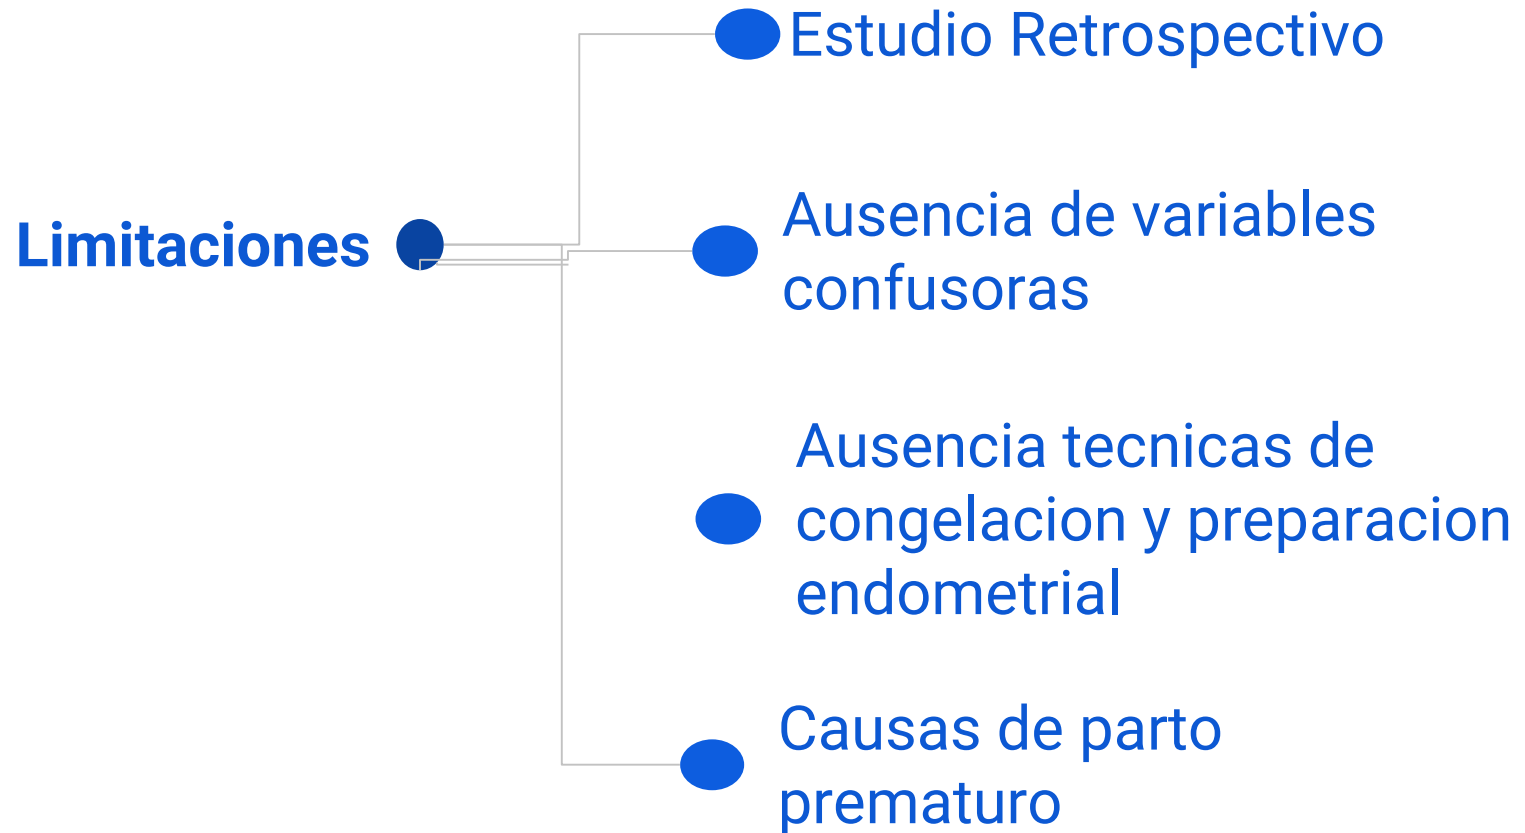 Limitaciones
Estudio Retrospectivo
Ausencia de variables
confusoras
Ausencia tecnicas de
congelacion y preparacion
endometrial
Causas de parto
prematuro